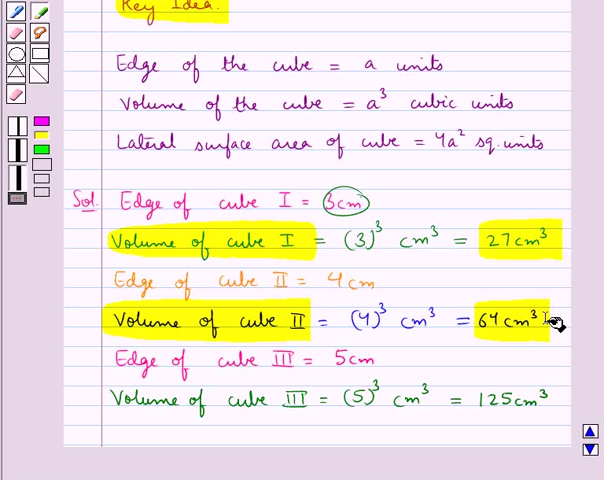 Key Idea.
Edge of the cube = a units
Volume of the cube = a³ cubic units
Lateral surface area of cube = 4a² sq. units
Sol. Edge of cube I = 3cm
Volume of cube I = (3)³ cm³ = 27cm³
Edge of cube II = 4cm
Volume of cube II = (4)³ cm³ = 64cm³
Edge of cube III = 5cm
Volume of cube III = (5)³ cm³ = 125cm³